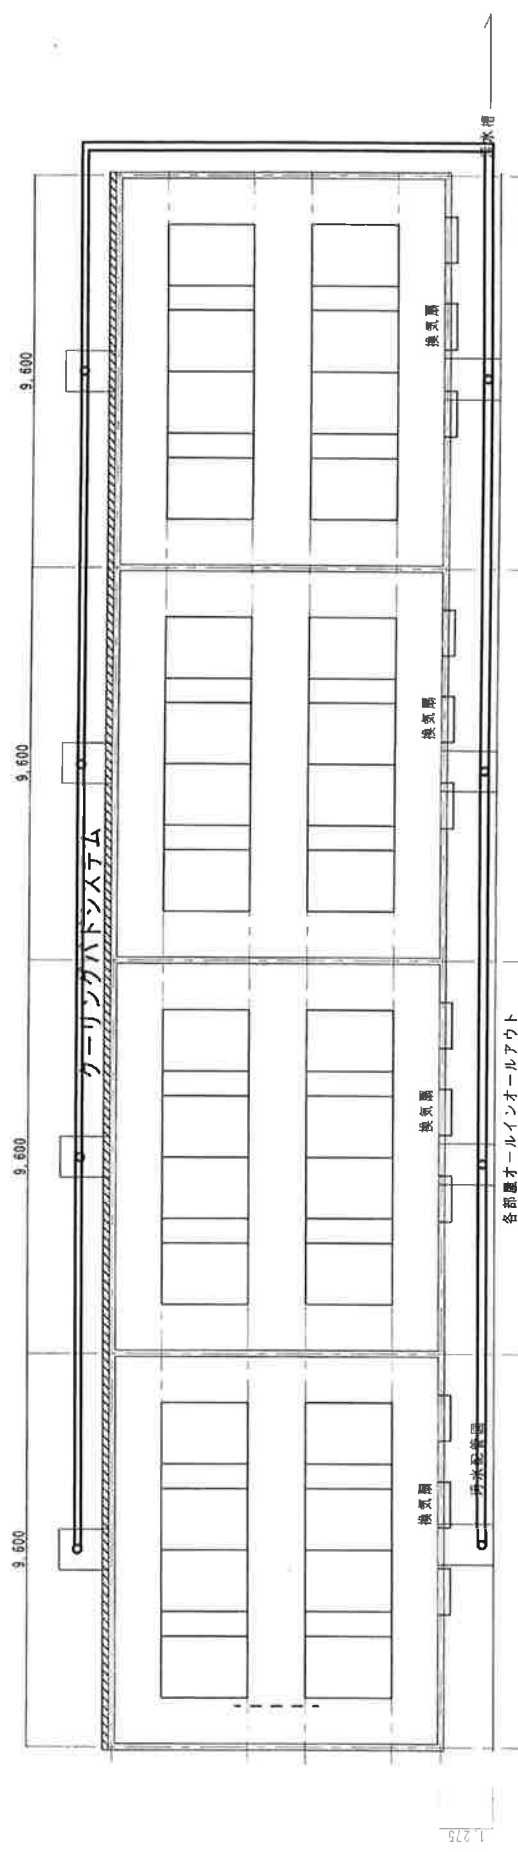 汚水槽
9,600
換気扇
9,600
換気扇
クーリングパドシステム
9,600
換気扇
各部屋オールインオールアウト
9,600
換気扇
汚水配管図
1,275